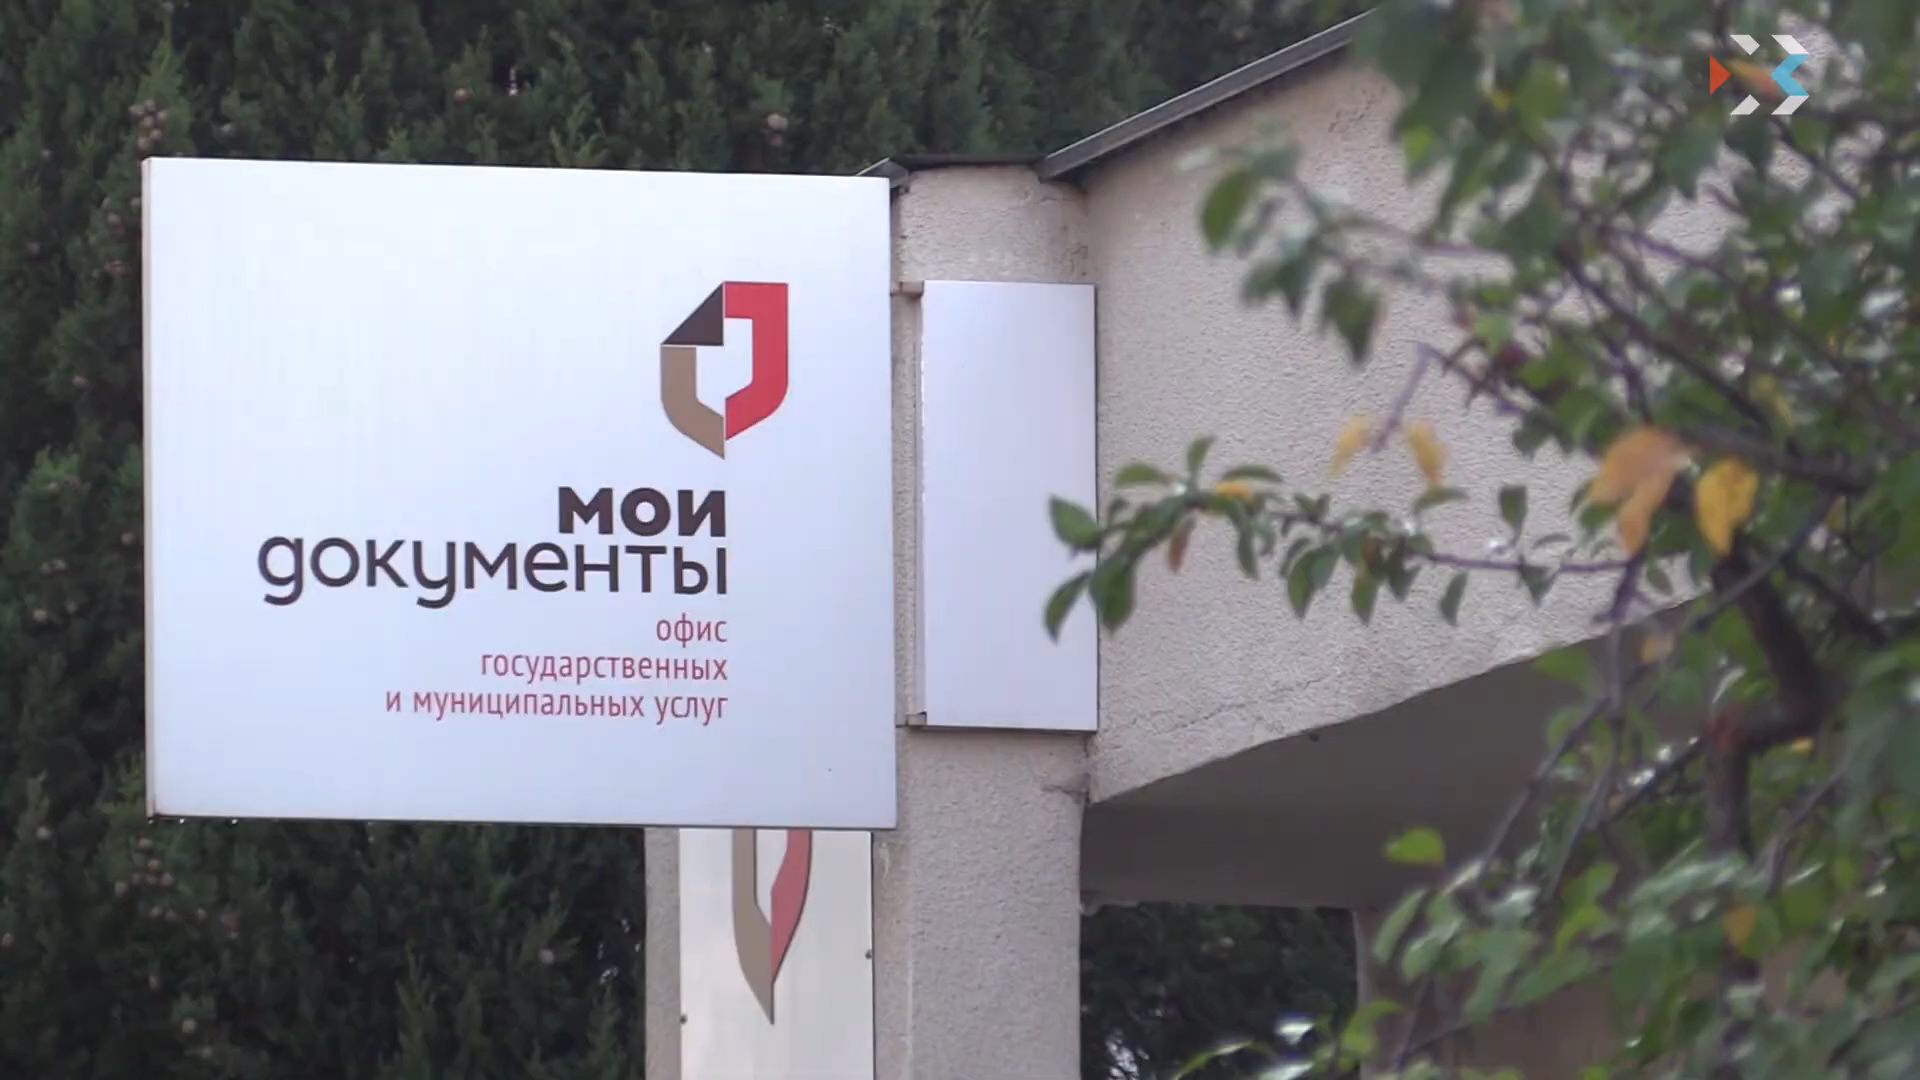 мои
документы
офис
государственных
и муниципальных услуг